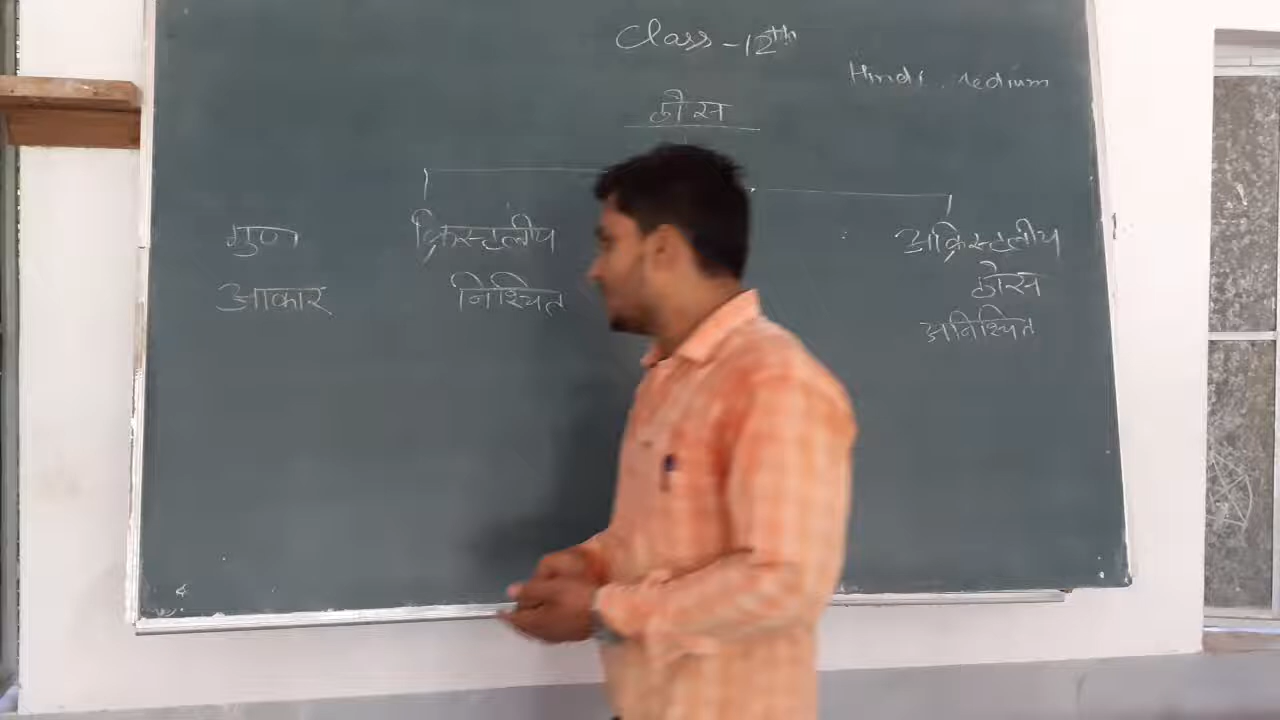 Class - 12th
Hindi Medium
ठोस
गुण क्रिस्टलीय अक्रिस्टलीय
ठोस
आकार निश्चित अनिश्चित